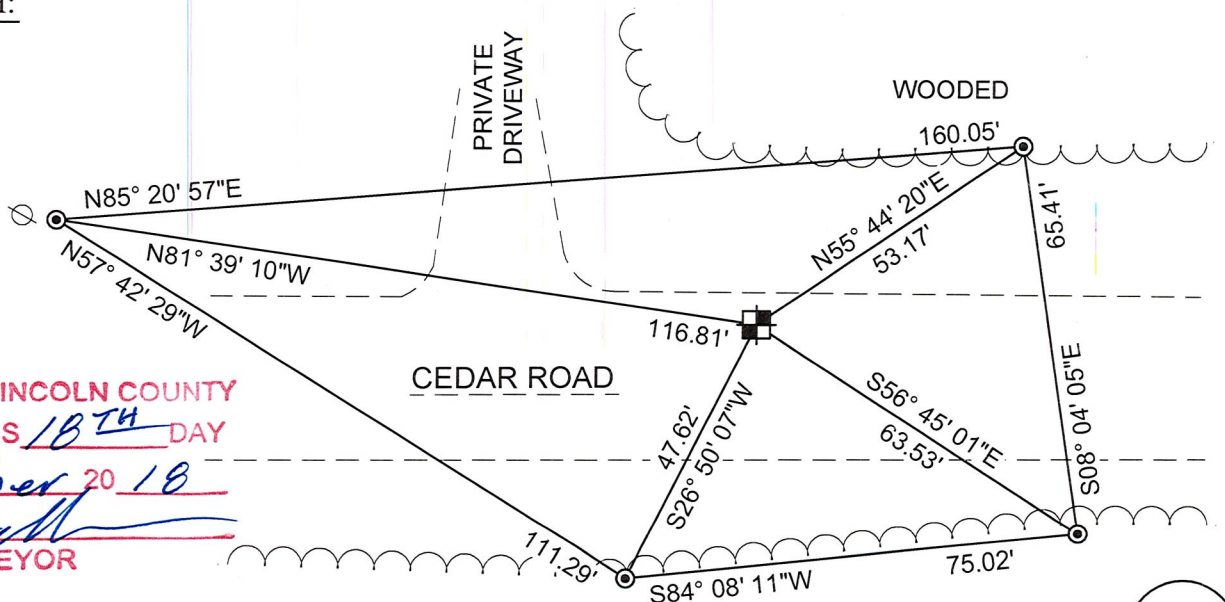 PRIVATE
DRIVEWAY
WOODED
160.05'
N85° 20' 57"E
N81° 39' 10"W
N57° 42' 29"W
N55° 44' 20"E
53.17'
65.41'
116.81'
CEDAR ROAD
INCOLN COUNTY
S 18TH DAY
er 20 18
EYOR
47.62'
S26° 50' 07"W
S56° 45' 01"E
63.53'
S08° 04' 05"E
111.29'
S84° 08' 11"W
75.02'